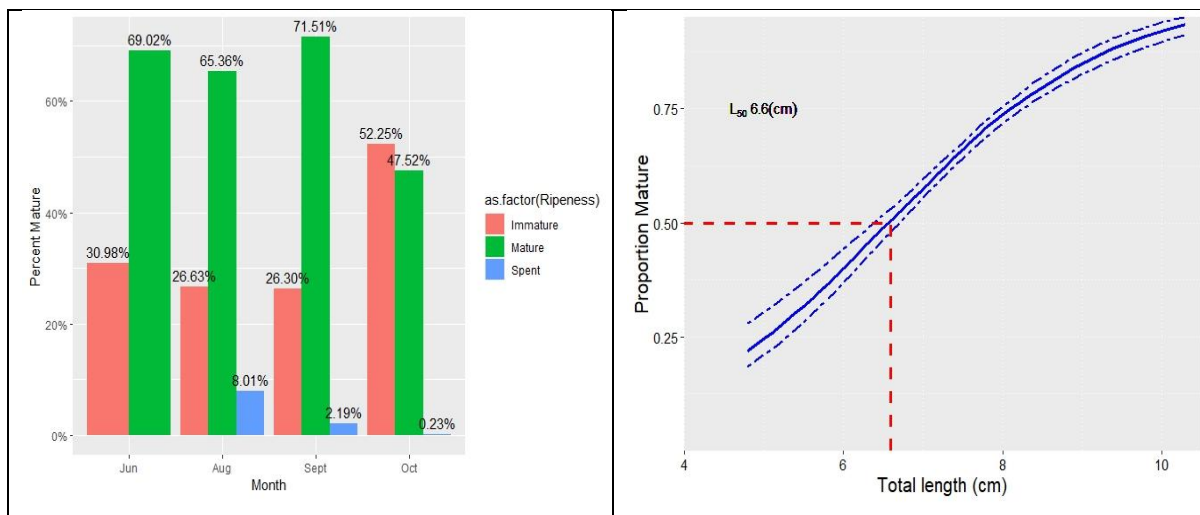 71.51%
69.02%
65.36%
60%
52.25%
47.52%
40%
30.98%
26.63%
26.30%
20%
8.01%
2.19%
0.23%
0%
Percent Mature
Jun Aug Sept Oct
Month
as.factor(Ripeness)
Immature
Mature
Spent
L50 6.6(cm)
0.75
0.50
0.25
Proportion Mature
4 6 8 10
Total length (cm)